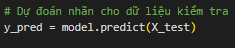 # Dự đoán nhãn cho dữ liệu kiểm tra
y_pred = model.predict(X_test)